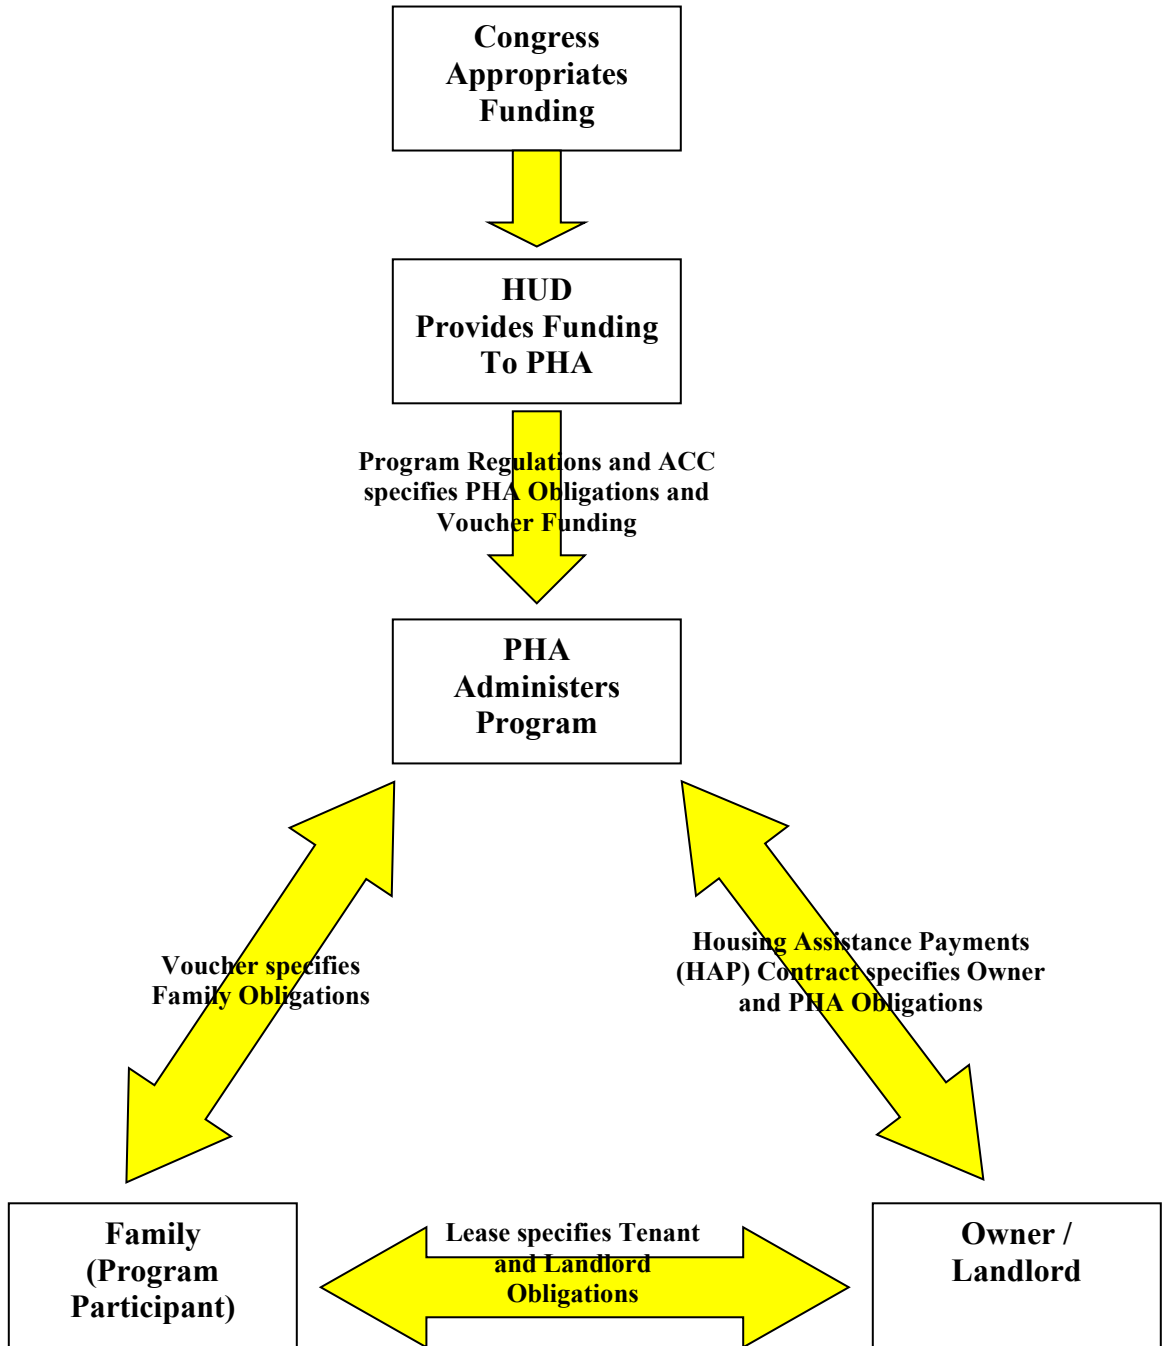 Congress
Appropriates
Funding
HUD
Provides Funding
To PHA
Program Regulations and ACC
specifies PHA Obligations and
Voucher Funding
PHA
Administers
Program
Voucher specifies
Family Obligations
Housing Assistance Payments
(HAP) Contract specifies Owner
and PHA Obligations
Family
(Program
Participant)
Lease specifies Tenant
and Landlord
Obligations
Owner /
Landlord